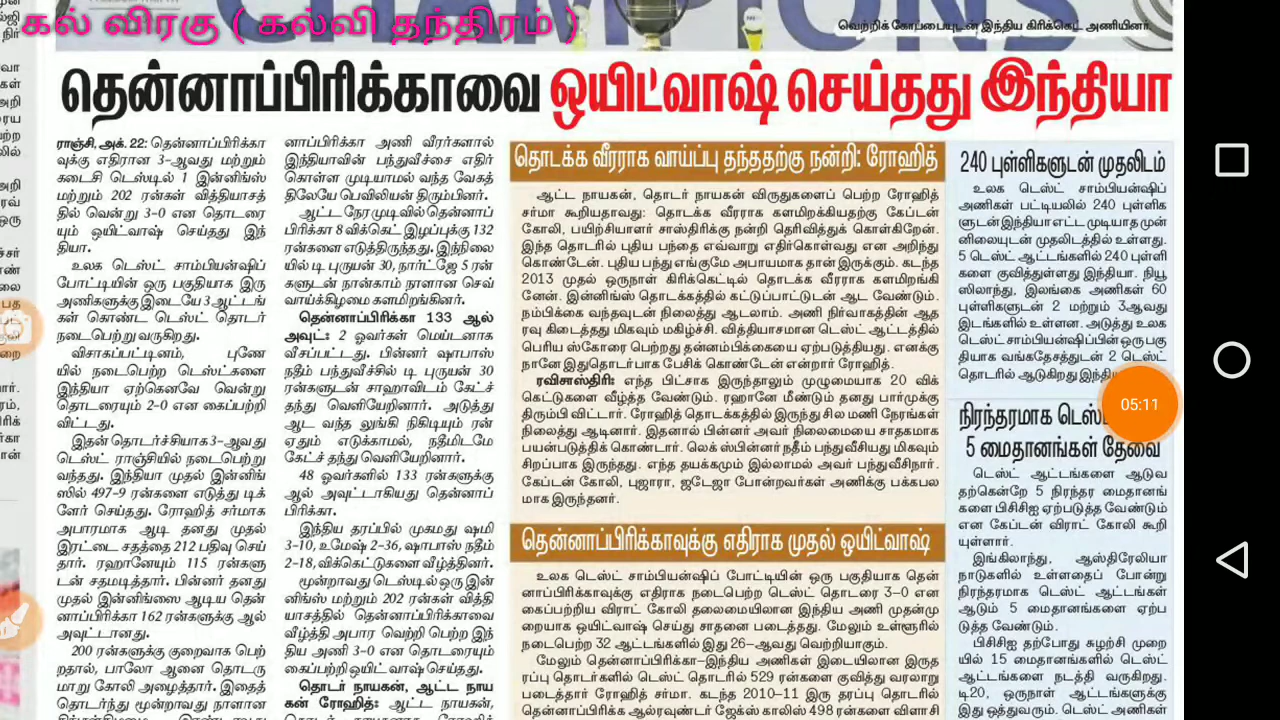 கல் விரகு ( கல்வி தந்திரம் )
CHAMPIONS
வெற்றிக் கோப்பையுடன் இந்திய கிரிக்கெட் அணியினர்.
தென்னாப்பிரிக்காவை ஒயிட்வாஷ் செய்தது இந்தியா
ராஞ்சி, அக். 22: தென்னாப்பிரிக்கா
வுக்கு எதிரான 3-ஆவது மற்றும்
கடைசி டெஸ்டில் 1 இன்னிங்ஸ்
மற்றும் 202 ரன்கள் வித்தியாசத்
தில் வென்று 3-0 என தொடரை
யும் ஒயிட்வாஷ் செய்தது இந்
தியா.
உலக டெஸ்ட் சாம்பியன்ஷிப்
போட்டியின் ஒரு பகுதியாக இரு
அணிகளுக்கு இடையே 3 ஆட்டங்
கள் கொண்ட டெஸ்ட் தொடர்
நடைபெற்று வருகிறது.
விசாகப்பட்டினம், புணே
யில் நடைபெற்ற டெஸ்ட்களை
இந்தியா ஏற்கெனவே வென்று
தொடரையும் 2-0 என கைப்பற்றி
விட்டது.
இதன் தொடர்ச்சியாக 3-ஆவது
டெஸ்ட் ராஞ்சியில் நடைபெற்று
வந்தது. இந்தியா முதல் இன்னிங்
ஸில் 497-9 ரன்களை எடுத்து டிக்
ளேர் செய்தது. ரோஹித் சர்மாக
அபாரமாக ஆடி தனது முதல்
இரட்டை சதத்தை 212 பதிவு செய்
தார். ரஹானேயும் 115 ரன்களு
டன் சதமடித்தார். பின்னர் தனது
முதல் இன்னிங்ஸை ஆடிய தென்
னாப்பிரிக்கா 162 ரன்களுக்கு ஆல்
அவுட்டானது.
200 ரன்களுக்கு குறைவாக பெற்
றதால், பாலோ ஆனை தொடரு
மாறு கோலி அழைத்தார். இதைத்
தொடர்ந்து மூன்றாவது நாளான
னாப்பிரிக்கா அணி வீரர்களால்
இந்தியாவின் பந்துவீச்சை எதிர்
கொள்ள முடியாமல் வந்த வேகத்
திலேயே பெவிலியன் திரும்பினர்.
ஆட்ட நேர முடிவில் தென்னாப்
பிரிக்கா 8 விக்கெட் இழப்புக்கு 132
ரன்களை எடுத்திருந்தது. இந்நிலை
யில் டி புருயன் 30, நார்ட்ஜே 5 ரன்
களுடன் நான்காம் நாளான செவ்
வாய்க்கிழமை களமிறங்கினர்.
தென்னாப்பிரிக்கா 133 ஆல்
அவுட்: 2 ஓவர்கள் மெய்டனாக
வீசப்பட்டது. பின்னர் ஷாபாஸ்
நதீம் பந்துவீச்சில் டி புருயன் 30
ரன்களுடன் சாஹாவிடம் கேட்ச்
தந்து வெளியேறினார். அடுத்து
ஆட வந்த லுங்கி நிகிடியும் ரன்
ஏதும் எடுக்காமல், நதீமிடமே
கேட்ச் தந்து வெளியேறினார்.
48 ஓவர்களில் 133 ரன்களுக்கு
ஆல் அவுட்டாகியது தென்னாப்
பிரிக்கா.
இந்திய தரப்பில் முகமது ஷமி
3-10, உமேஷ் 2-36, ஷாபாஸ் நதீம்
2-18, விக்கெட்டுகளை வீழ்த்தினர்.
மூன்றாவது டெஸ்டில் ஒரு இன்
னிங்ஸ் மற்றும் 202 ரன்கள் வித்தி
யாசத்தில் தென்னாப்பிரிக்காவை
வீழ்த்தி அபார வெற்றி பெற்ற இந்
திய அணி 3-0 என தொடரையும்
கைப்பற்றி ஒயிட் வாஷ் செய்தது.
தொடர் நாயகன், ஆட்ட நாய
கன் ரோஹித்: ஆட்ட நாயகன்,
தொடக்க வீரராக வாய்ப்பு தந்ததற்கு நன்றி: ரோஹித்
ஆட்ட நாயகன், தொடர் நாயகன் விருதுகளைப் பெற்ற ரோஹித்
சர்மா கூறியதாவது: தொடக்க வீரராக களமிறக்கியதற்கு கேப்டன்
கோலி, பயிற்சியாளர் சாஸ்திரிக்கு நன்றி தெரிவித்துக் கொள்கிறேன்.
இந்த தொடரில் புதிய பந்தை எவ்வாறு எதிர்கொள்வது என அறிந்து
கொண்டேன். புதிய பந்து எங்குமே அபாயமாக தான் இருக்கும். கடந்த
2013 முதல் ஒருநாள் கிரிக்கெட்டில் தொடக்க வீரராக களமிறங்கி
னேன். இன்னிங்ஸ் தொடக்கத்தில் கட்டுப்பாட்டுடன் ஆட வேண்டும்.
நம்பிக்கை வந்தவுடன் நிலைத்து ஆடலாம். அணி நிர்வாகத்தின் ஆத
ரவு கிடைத்தது மிகவும் மகிழ்ச்சி. வித்தியாசமான டெஸ்ட் ஆட்டத்தில்
பெரிய ஸ்கோரை பெற்றது தன்னம்பிக்கையை ஏற்படுத்தியது. எனக்கு
நானே இதுதொடர்பாக பேசிக் கொண்டேன் என்றார் ரோஹித்.
ரவிசாஸ்திரி: எந்த பிட்சாக இருந்தாலும் முழுமையாக 20 விக்
கெட்டுகளை வீழ்த்த வேண்டும். ரஹானே மீண்டும் தனது பார்முக்கு
திரும்பி விட்டார். ரோஹித் தொடக்கத்தில் இருந்து சில மணி நேரங்கள்
நிலைத்து ஆடினார். இதனால் பின்னர் அவர் நிலைமையை சாதகமாக
பயன்படுத்திக் கொண்டார். லெக் ஸ்பின்னர் நதீம் பந்துவீசியது மிகவும்
சிறப்பாக இருந்தது. எந்த தயக்கமும் இல்லாமல் அவர் பந்துவீசினார்.
கேப்டன் கோலி, புஜாரா, ஜடேஜா போன்றவர்கள் அணிக்கு பக்கபல
மாக இருந்தனர்.
தென்னாப்பிரிக்காவுக்கு எதிராக முதல் ஒயிட்வாஷ்
உலக டெஸ்ட் சாம்பியன்ஷிப் போட்டியின் ஒரு பகுதியாக தென்
னாப்பிரிக்காவுக்கு எதிராக நடைபெற்ற டெஸ்ட் தொடரை 3-0 என
கைப்பற்றிய விராட் கோலி தலைமையிலான இந்திய அணி முதன்மு
றையாக ஒயிட்வாஷ் செய்து சாதனை படைத்தது. மேலும் உள்ளூரில்
நடைபெற்ற 32 ஆட்டங்களில் இது 26-ஆவது வெற்றியாகும்.
மேலும் தென்னாப்பிரிக்கா-இந்திய அணிகள் இடையிலான இருத
ரப்பு தொடர்களில் டெஸ்ட் தொடரில் 529 ரன்களை குவித்து வரலாறு
படைத்தார் ரோஹித் சர்மா. கடந்த 2010-11 இரு தரப்பு தொடரில்
தென்னாப்பிரிக்க ஆல்ரவுண்டர் ஜேக்ஸ் காலிஸ் 498 ரன்களை விளாசி
240 புள்ளிகளுடன் முதலிடம்
உலக டெஸ்ட் சாம்பியன்ஷிப்
அணிகள் பட்டியலில் 240 புள்ளிக
ளுடன் இந்தியா எட்ட முடியாத முன்
னிலையுடன் முதலிடத்தில் உள்ளது.
5 டெஸ்ட் ஆட்டங்களில் 240 புள்ளி
களை குவித்துள்ளது இந்தியா. நியூ
ஸிலாந்து, இலங்கை அணிகள் 60
புள்ளிகளுடன் 2 மற்றும் 3ஆவது
இடங்களில் உள்ளன. அடுத்து உலக
டெஸ்ட் சாம்பியன்ஷிப்பின் ஒரு பகு
தியாக வங்கதேசத்துடன் 2 டெஸ்ட்
தொடரில் ஆடுகிறது
05:11
நிரந்தரமாக
5 மைதானங்கள் தேவை
டெஸ்ட் ஆட்டங்களை ஆடுவ
தற்கென்றே 5 நிரந்தர மைதானங்
களை பிசிசிஐ ஏற்படுத்த வேண்டும்
என கேப்டன் விராட் கோலி கூறி
யுள்ளார்.
இங்கிலாந்து. ஆஸ்திரேலியா
நாடுகளில் உள்ளதைப் போன்று
நிரந்தரமாக டெஸ்ட் ஆட்டங்கள்
ஆடும் 5 மைதானங்களை ஏற்ப
டுத்த வேண்டும்.
பிசிசிஐ தற்போது சுழற்சி முறை
யில் 15 மைதானங்களில் டெஸ்ட்
ஆட்டங்களை நடத்தி வருகிறது.
டி20, ஒருநாள் ஆட்டங்களுக்கு
இது ஒத்துவரும். டெஸ்ட் அணிகள்